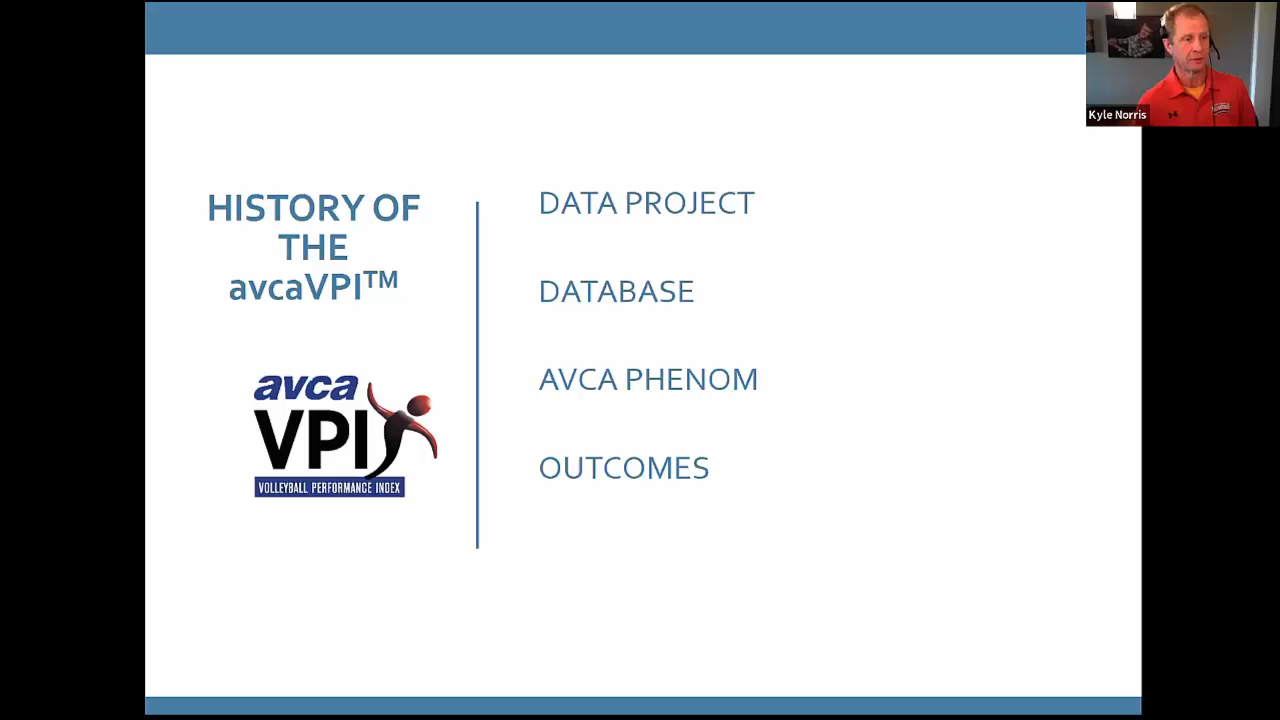 HISTORY OF
THE
avcaVPI™
avca
VPI
VOLLEYBALL PERFORMANCE INDEX
DATA PROJECT
DATABASE
AVCA PHENOM
OUTCOMES
Kyle Norris